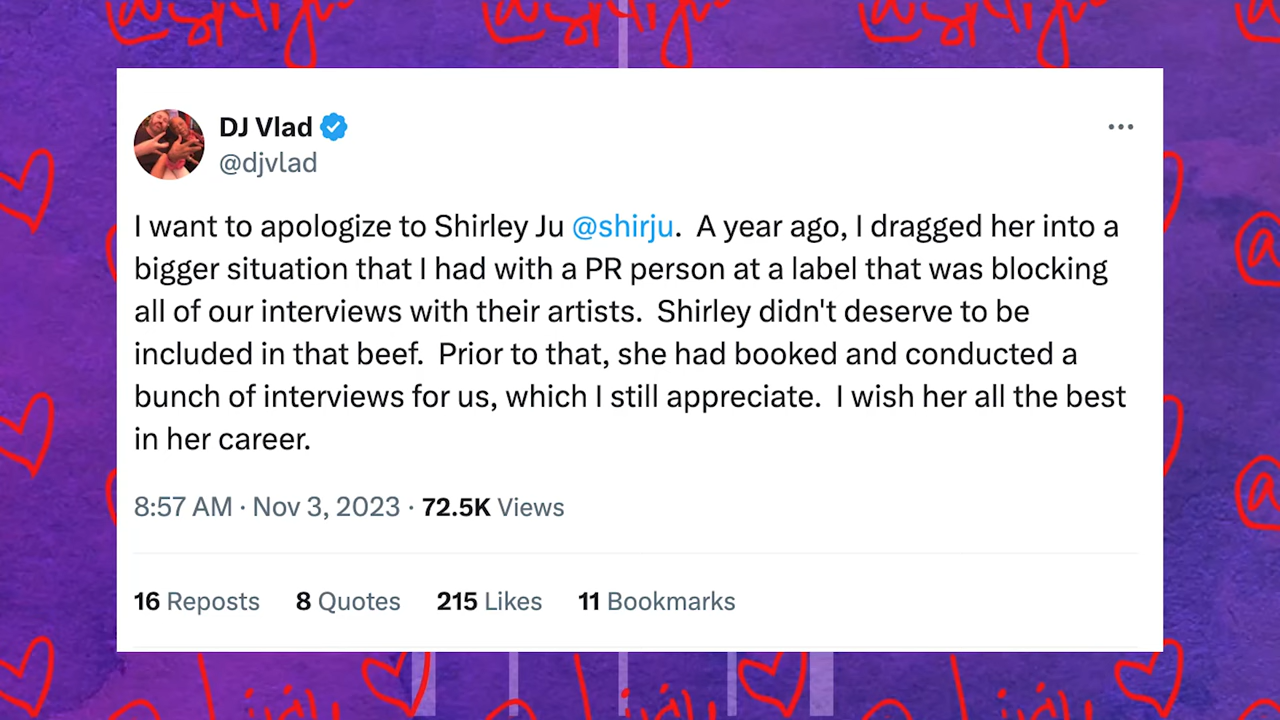 DJ Vlad
@djvlad
I want to apologize to Shirley Ju @shirju.  A year ago, I dragged her into a
bigger situation that I had with a PR person at a label that was blocking
all of our interviews with their artists.  Shirley didn't deserve to be
included in that beef.  Prior to that, she had booked and conducted a
bunch of interviews for us, which I still appreciate.  I wish her all the best
in her career.
8:57 AM · Nov 3, 2023 · 72.5K Views
16 Reposts 8 Quotes 215 Likes 11 Bookmarks